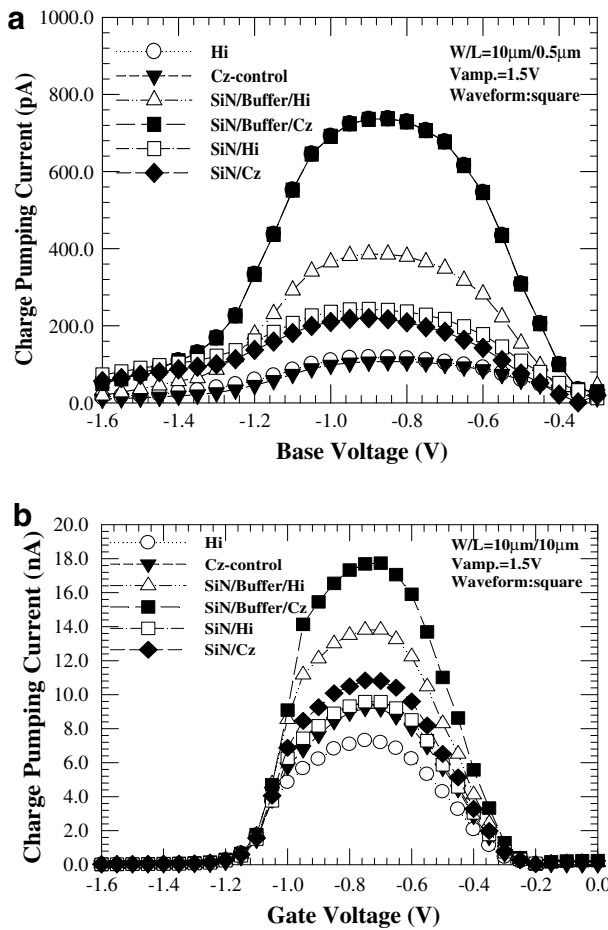 a
Hi
Cz-control
SiN/Buffer/Hi
SiN/Buffer/Cz
SiN/Hi
SiN/Cz
W/L=10μm/0.5μm
Vamp.=1.5V
Waveform:square
Charge Pumping Current (pA)
1000.0
800.0
600.0
400.0
200.0
0.0
-1.6
-1.4
-1.2
-1.0
-0.8
-0.6
-0.4
Base Voltage (V)
b
Hi
Cz-control
SiN/Buffer/Hi
SiN/Buffer/Cz
SiN/Hi
SiN/Cz
W/L=10μm/10μm
Vamp.=1.5V
Waveform:square
Charge Pumping Current (nA)
20.0
18.0
16.0
14.0
12.0
10.0
8.0
6.0
4.0
2.0
0.0
-1.6
-1.4
-1.2
-1.0
-0.8
-0.6
-0.4
-0.2
0.0
Gate Voltage (V)